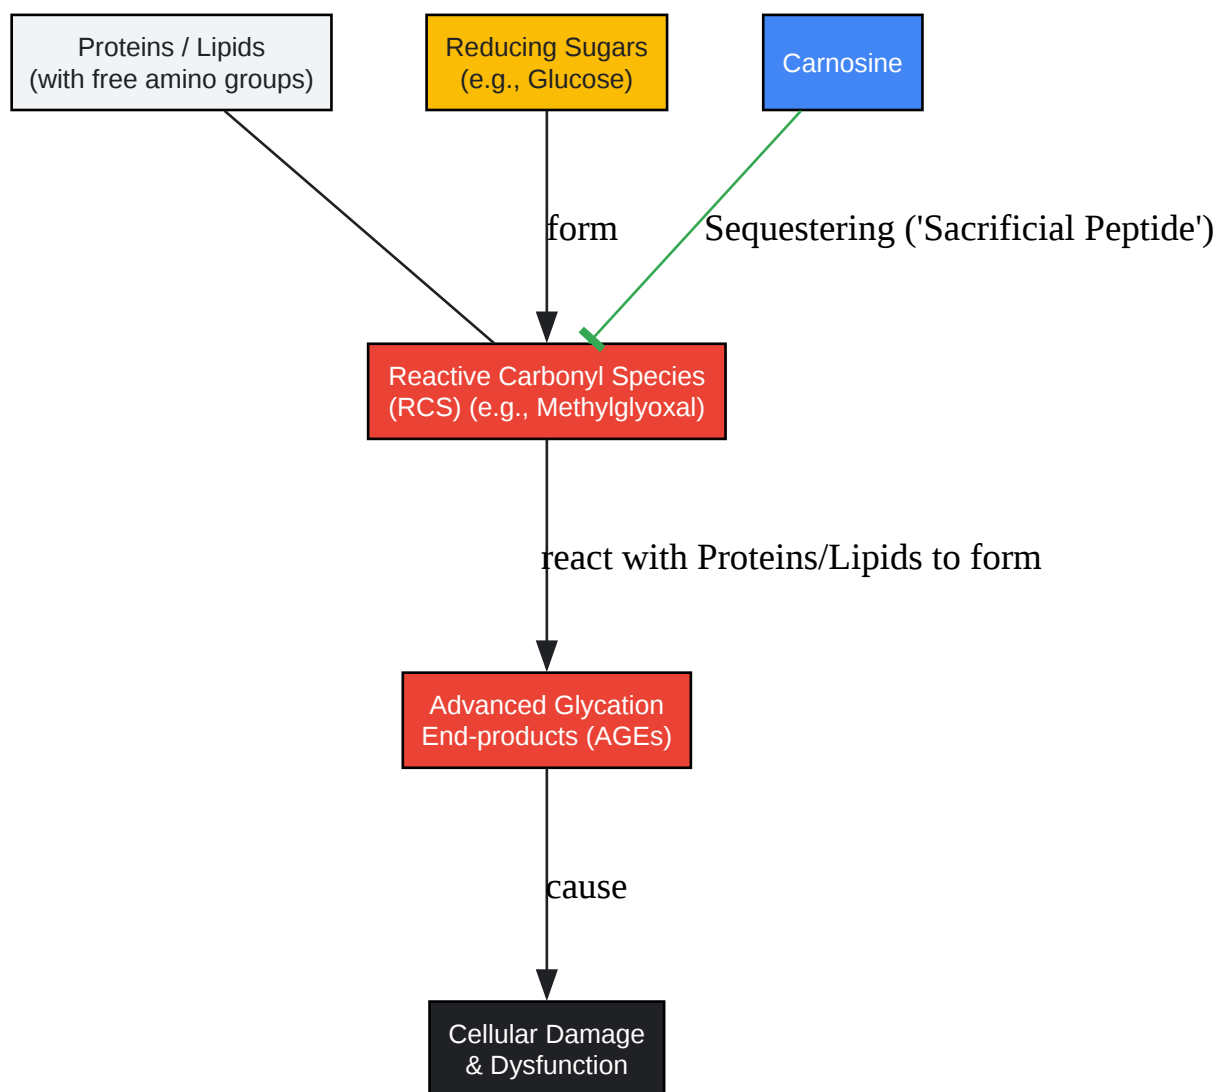 Proteins / Lipids
(with free amino groups)
Reducing Sugars
(e.g., Glucose)
Carnosine
form
Sequestering ('Sacrificial Peptide')
Reactive Carbonyl Species
(RCS) (e.g., Methylglyoxal)
react with Proteins/Lipids to form
Advanced Glycation
End-products (AGEs)
cause
Cellular Damage
& Dysfunction